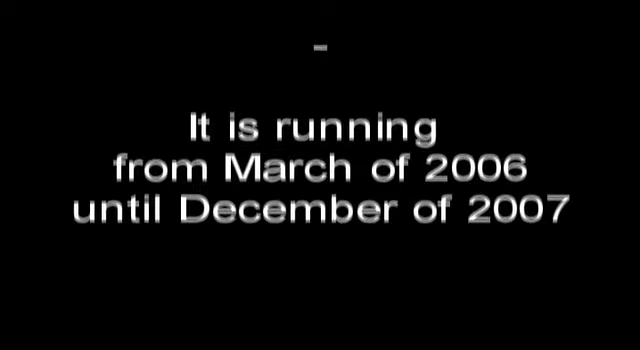 -
It is running
from March of 2006
until December of 2007